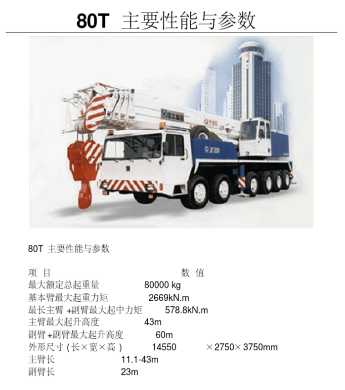 80T 主要性能与参数
QY80
80T 主要性能与参数
项 目 数 值
最大额定总起重量 80000 kg
基本臂最大起重力矩 2669kN.m
最长主臂 +副臂最大起中力矩 578.8kN.m
主臂最大起升高度 43m
副臂+副臂最大起升高度 60m
外形尺寸 (长×宽×高 ) 14550 ×2750×3750mm
主臂长 11.1-43m
副臂长 23m